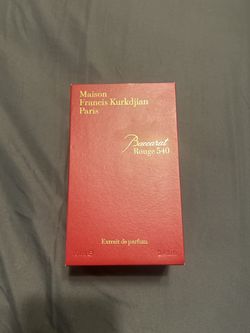 Maison
Francis Kurkdjian
Paris
Baccarat
Rouge 540
Extrait de parfum